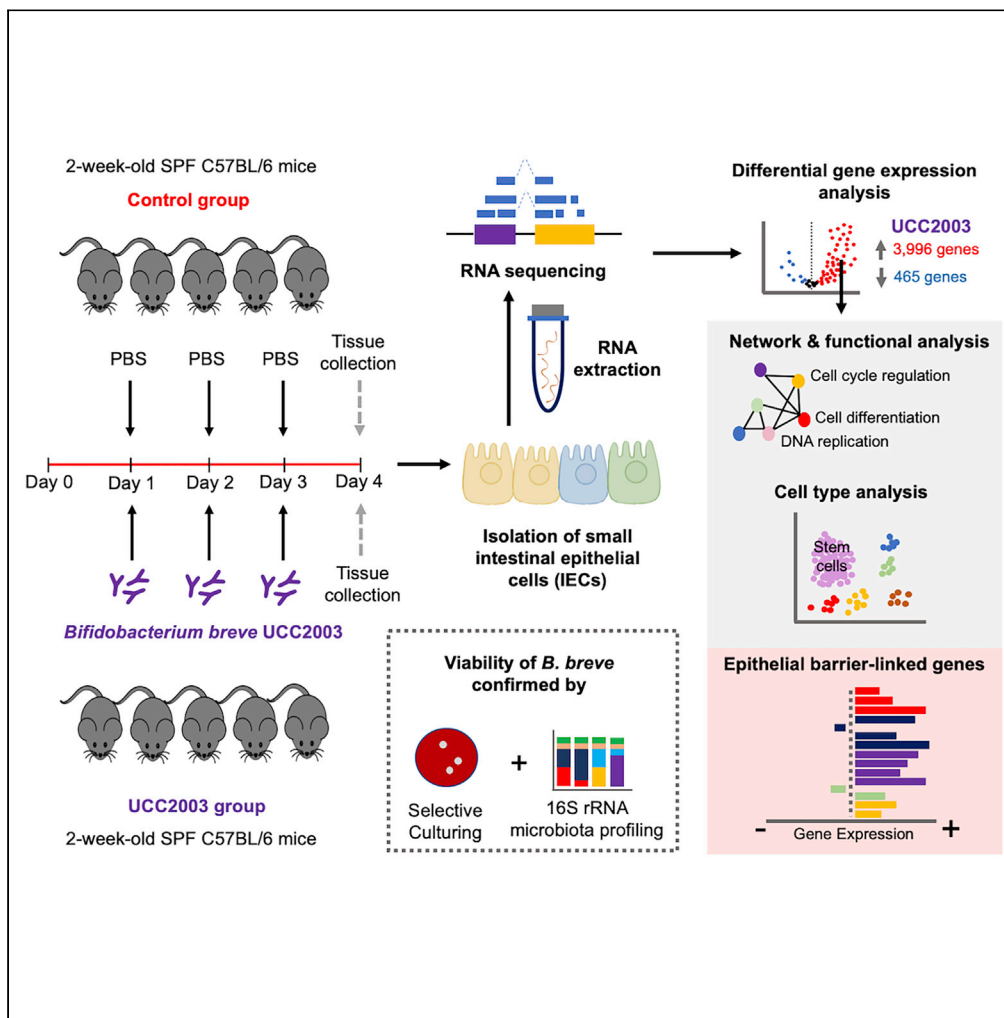 2-week-old SPF C57BL/6 mice
Control group
PBS
PBS
PBS
Tissue
collection
Day 0
Day 1
Day 2
Day 3
Day 4
Tissue
collection
Bifidobacterium breve UCC2003
UCC2003 group
2-week-old SPF C57BL/6 mice
RNA sequencing
RNA
extraction
Isolation of small
intestinal epithelial
cells (IECs)
Viability of B. breve
confirmed by
+
Selective
Culturing
16S rRNA
microbiota profiling
Differential gene expression
analysis
UCC2003
3,996 genes
465 genes
Network & functional analysis
Cell cycle regulation
Cell differentiation
DNA replication
Cell type analysis
Stem
cells
Epithelial barrier-linked genes
- Gene Expression +